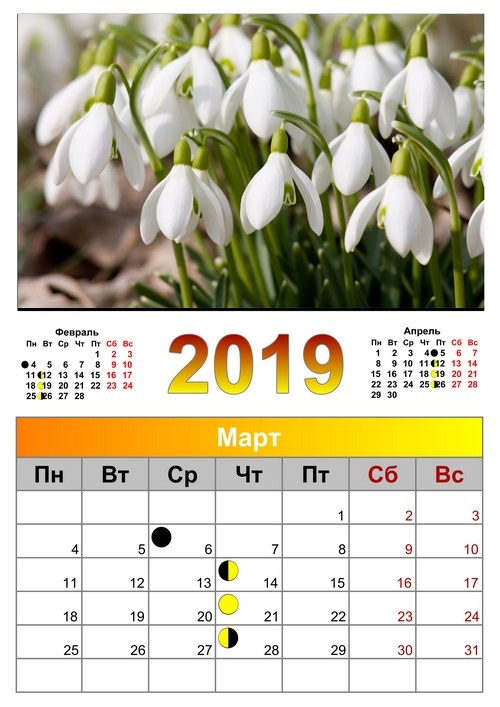 Февраль
Пн Вт Ср Чт Пт Сб Вс
1 2 3
4 5 6 7 8 9 10
11 12 13 14 15 16 17
18 19 20 21 22 23 24
25 26 27 28
2019
Апрель
Пн Вт Ср Чт Пт Сб Вс
1 2 3 4 5 6 7
8 9 10 11 12 13 14
15 16 17 18 19 20 21
22 23 24 25 26 27 28
29 30
Март
Пн Вт Ср Чт Пт Сб Вс
1 2 3
4 5 6 7 8 9 10
11 12 13 14 15 16 17
18 19 20 21 22 23 24
25 26 27 28 29 30 31